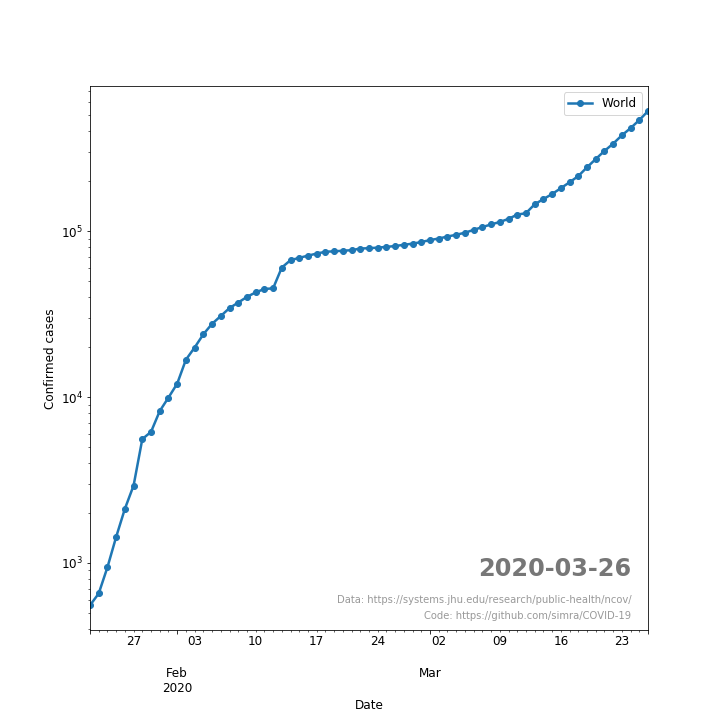 World
10^5
Confirmed cases
10^4
10^3
2020-03-26
Data: https://systems.jhu.edu/research/public-health/ncov/
Code: https://github.com/simra/COVID-19
27 03 10 17 24 02 09 16 23
Feb Mar
2020
Date